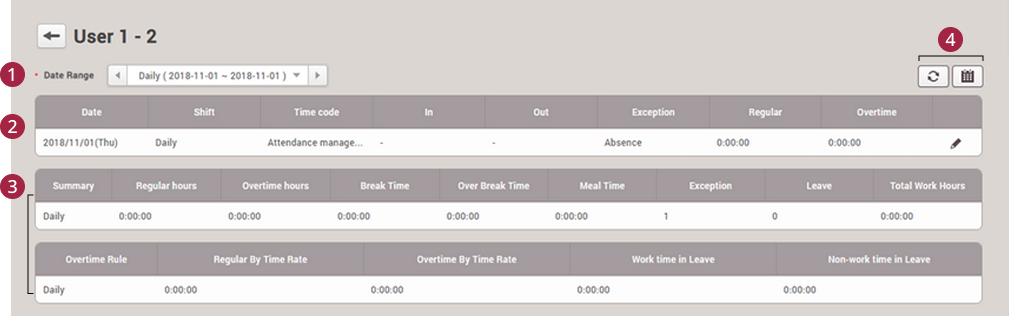 User 1 - 2
4
1 • Date Range Daily ( 2018-11-01 ~ 2018-11-01 )
2
Date Shift Time code In Out Exception Regular Overtime
2018/11/01(Thu) Daily Attendance manage... - - Absence 0:00:00 0:00:00
3
Summary Regular hours Overtime hours Break Time Over Break Time Meal Time Exception Leave Total Work Hours
Daily 0:00:00 0:00:00 0:00:00 0:00:00 0:00:00 1 0 0:00:00
Overtime Rule Regular By Time Rate Overtime By Time Rate Work time in Leave Non-work time in Leave
Daily 0:00:00 0:00:00 0:00:00 0:00:00